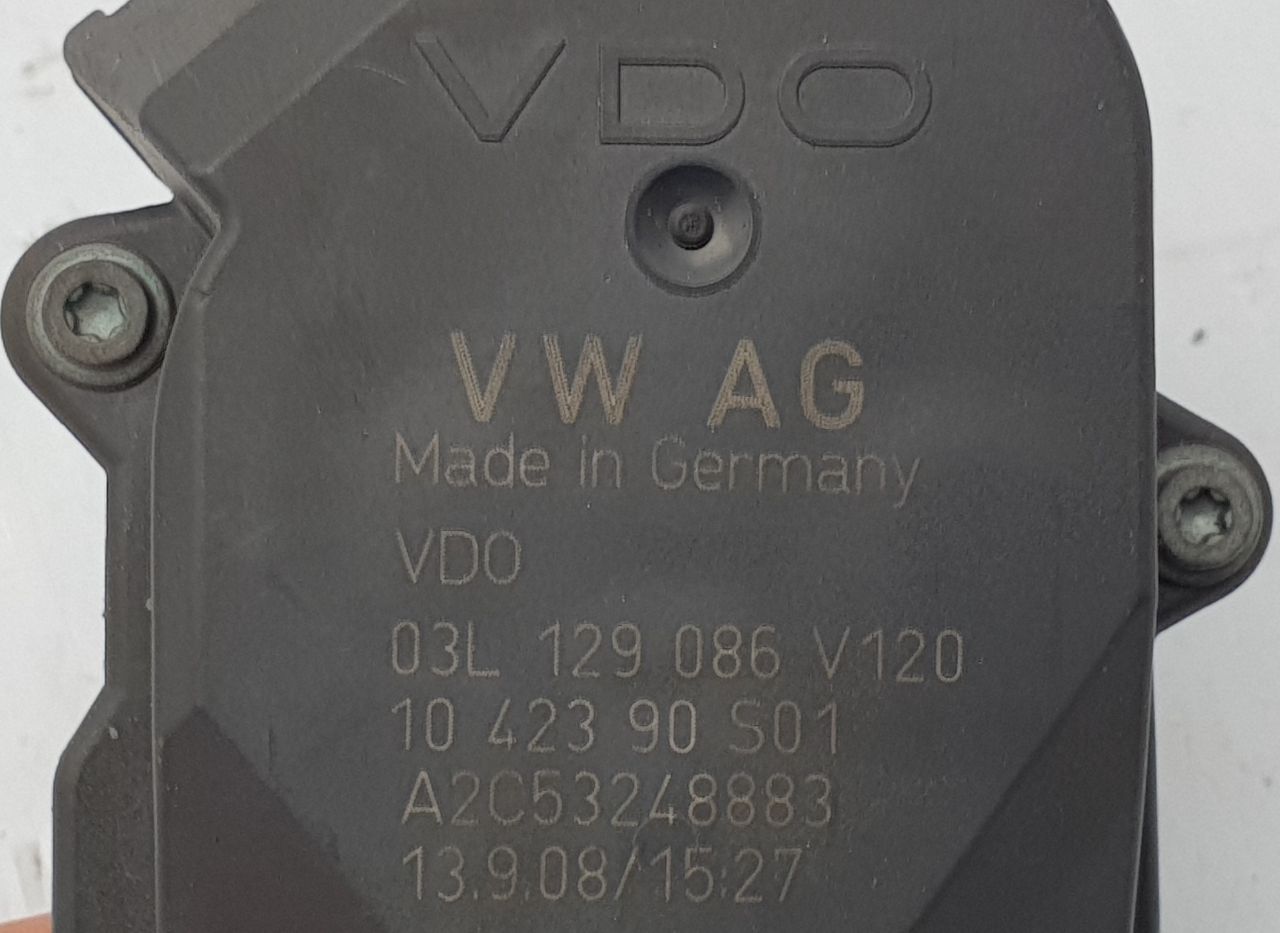 VDO
VW AG
Made in Germany
VDO
03L 129 086 V120
10 423 90 S01
A2C53248883
13.9.08/15:27